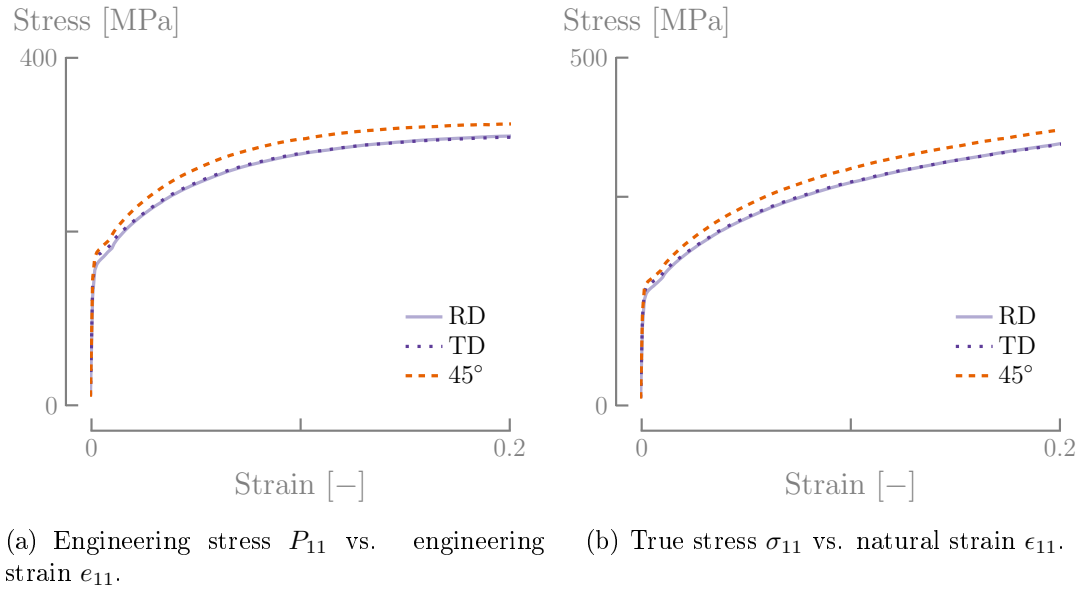 Stress [MPa]
400
0
0
0.2
Strain [−]
RD
TD
45°
(a) Engineering stress P₁₁ vs. engineering
strain e₁₁.
Stress [MPa]
500
0
0
0.2
Strain [−]
RD
TD
45°
(b) True stress σ₁₁ vs. natural strain ϵ₁₁.